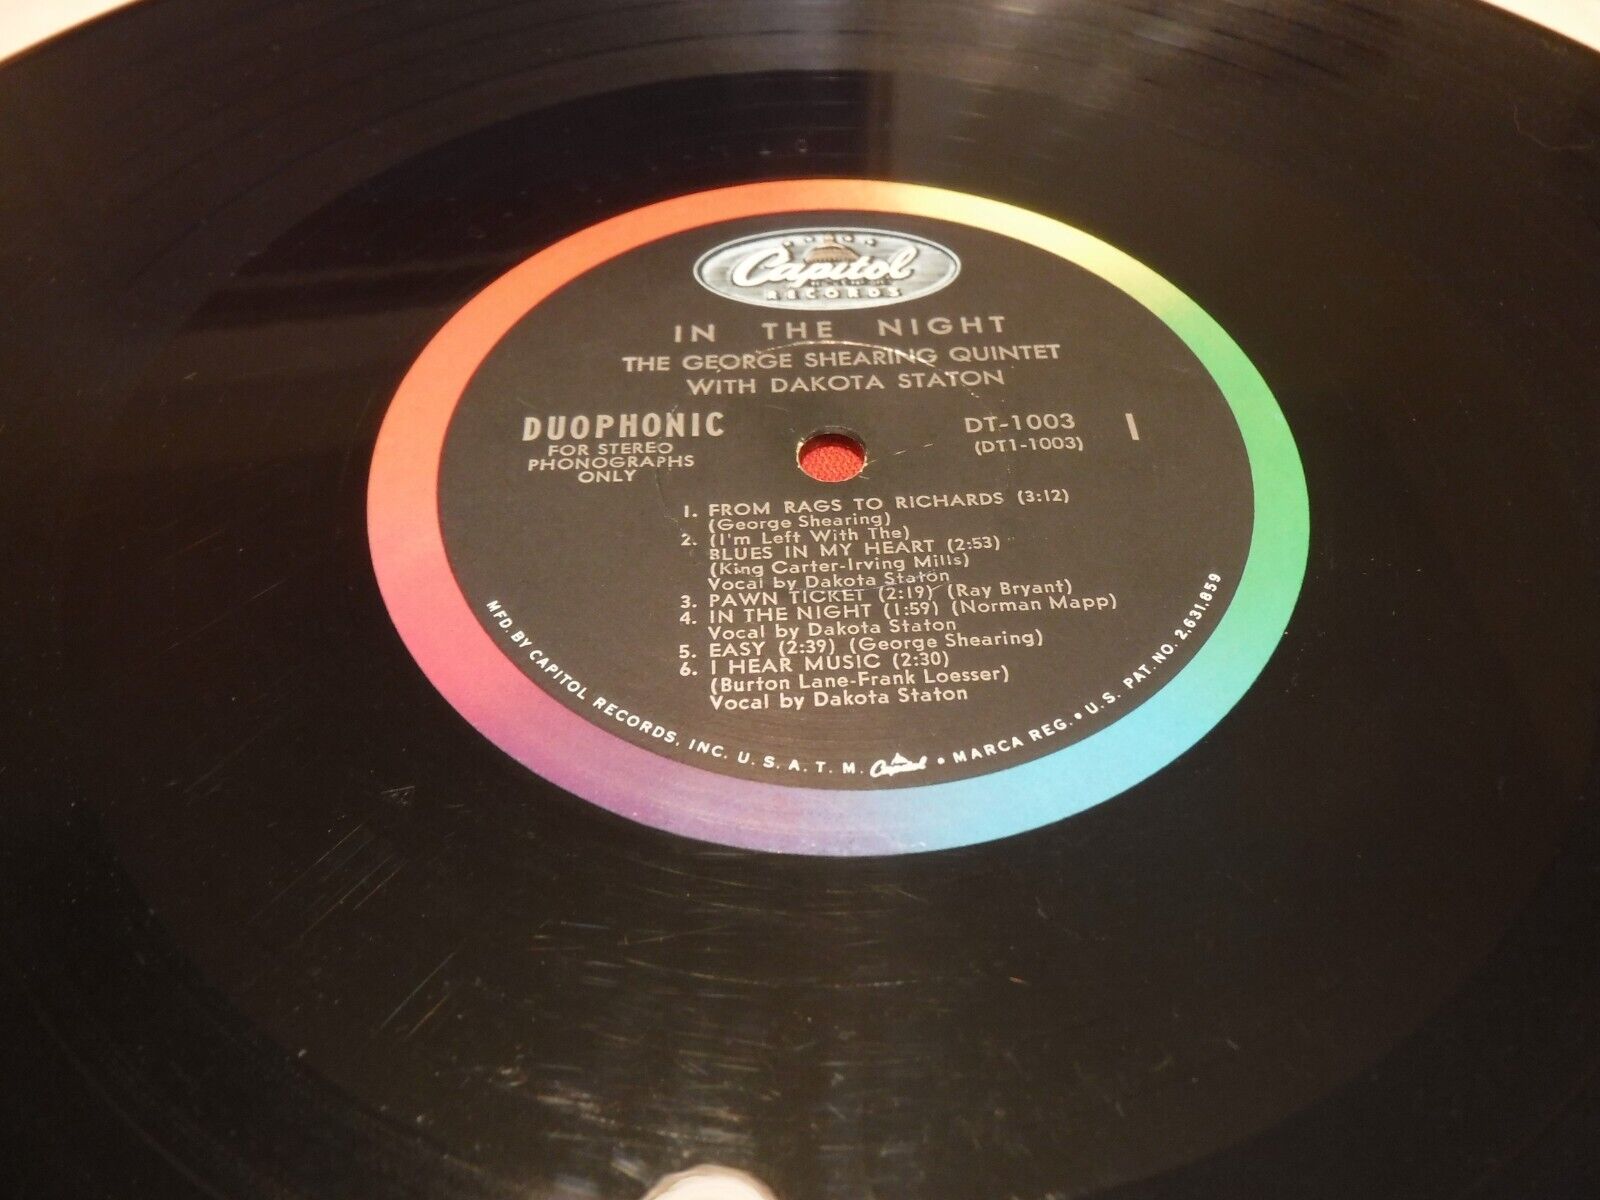 Capitol
RECORDS
IN THE NIGHT
THE GEORGE SHEARING QUINTET
WITH DAKOTA STATON
DUOPHONIC
FOR STEREO
PHONOGRAPHS
ONLY
DT-1003
(DT1-1003)
1
1. FROM RAGS TO RICHARDS (3:12)
(George Shearing)
2. (I'm Left With The)
BLUES IN MY HEART (2:53)
(King Carter-Irving Mills)
Vocal by Dakota Staton
3. PAWN TICKET (2:19) (Ray Bryant)
4. IN THE NIGHT (1:59) (Norman Mapp)
Vocal by Dakota Staton
5. EASY (2:39) (George Shearing)
6. I HEAR MUSIC (2:30)
(Burton Lane-Frank Loesser)
Vocal by Dakota Staton
MFD. BY CAPITOL RECORDS, INC. U.S.A. T.M. Capitol • MARCA REG. • U.S. PAT. NO. 2,631,859